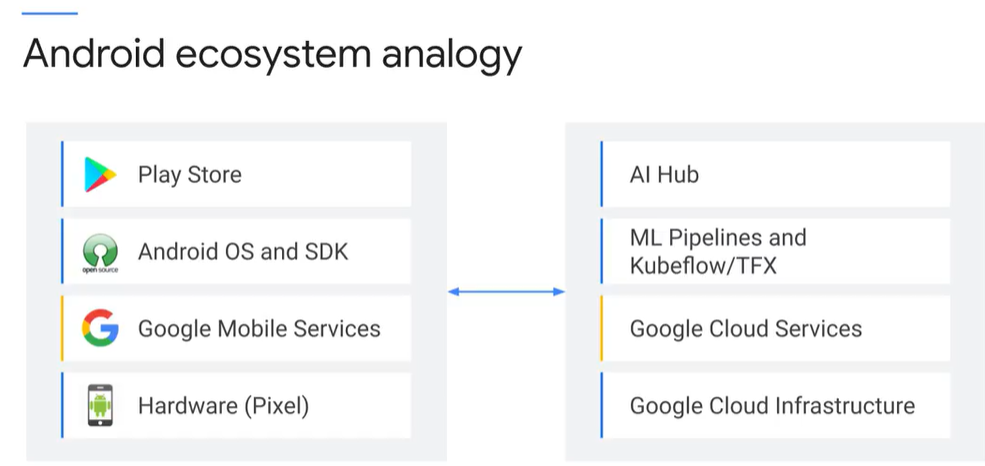 Android ecosystem analogy
Play Store
open source
Android OS and SDK
Google Mobile Services
Hardware (Pixel)
AI Hub
ML Pipelines and
Kubeflow/TFX
Google Cloud Services
Google Cloud Infrastructure